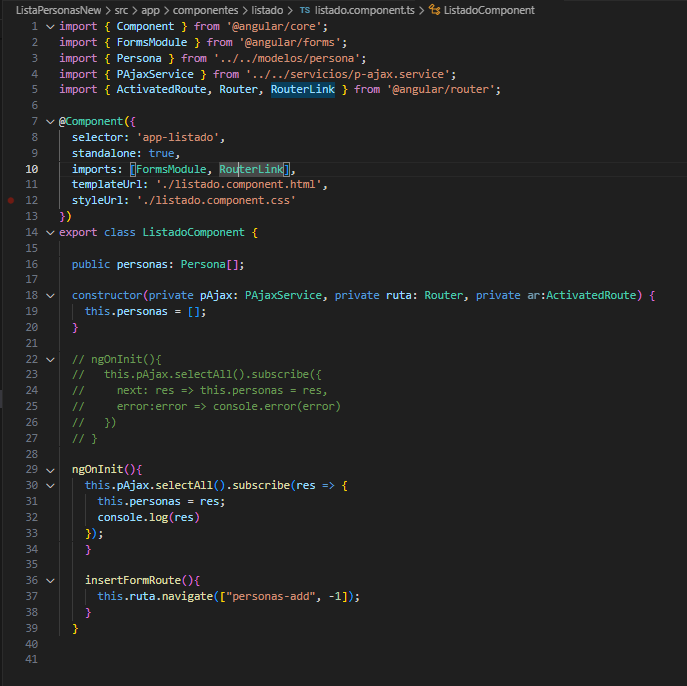 ListaPersonasNew > src > app > componentes > listado > TS listado.component.ts > ListadoComponent
1 import { Component } from '@angular/core';
2 import { FormsModule } from '@angular/forms';
3 import { Persona } from '../../modelos/persona';
4 import { PAjaxService } from '../../servicios/p-ajax.service';
5 import { ActivatedRoute, Router, RouterLink } from '@angular/router';
6
7 @Component({
8   selector: 'app-listado',
9   standalone: true,
10   imports: [FormsModule, RouterLink],
11   templateUrl: './listado.component.html',
12   styleUrl: './listado.component.css'
13 })
14 export class ListadoComponent {
15
16   public personas: Persona[];
17
18   constructor(private pAjax: PAjaxService, private ruta: Router, private ar:ActivatedRoute) {
19     this.personas = [];
20   }
21
22   // ngOnInit(){
23   //   this.pAjax.selectAll().subscribe({
24   //     next: res => this.personas = res,
25   //     error:error => console.error(error)
26   //   })
27   // }
28
29   ngOnInit(){
30     this.pAjax.selectAll().subscribe(res => {
31       this.personas = res;
32       console.log(res)
33     });
34     }
35
36     insertFormRoute(){
37       this.ruta.navigate(["personas-add", -1]);
38     }
39   }
40
41